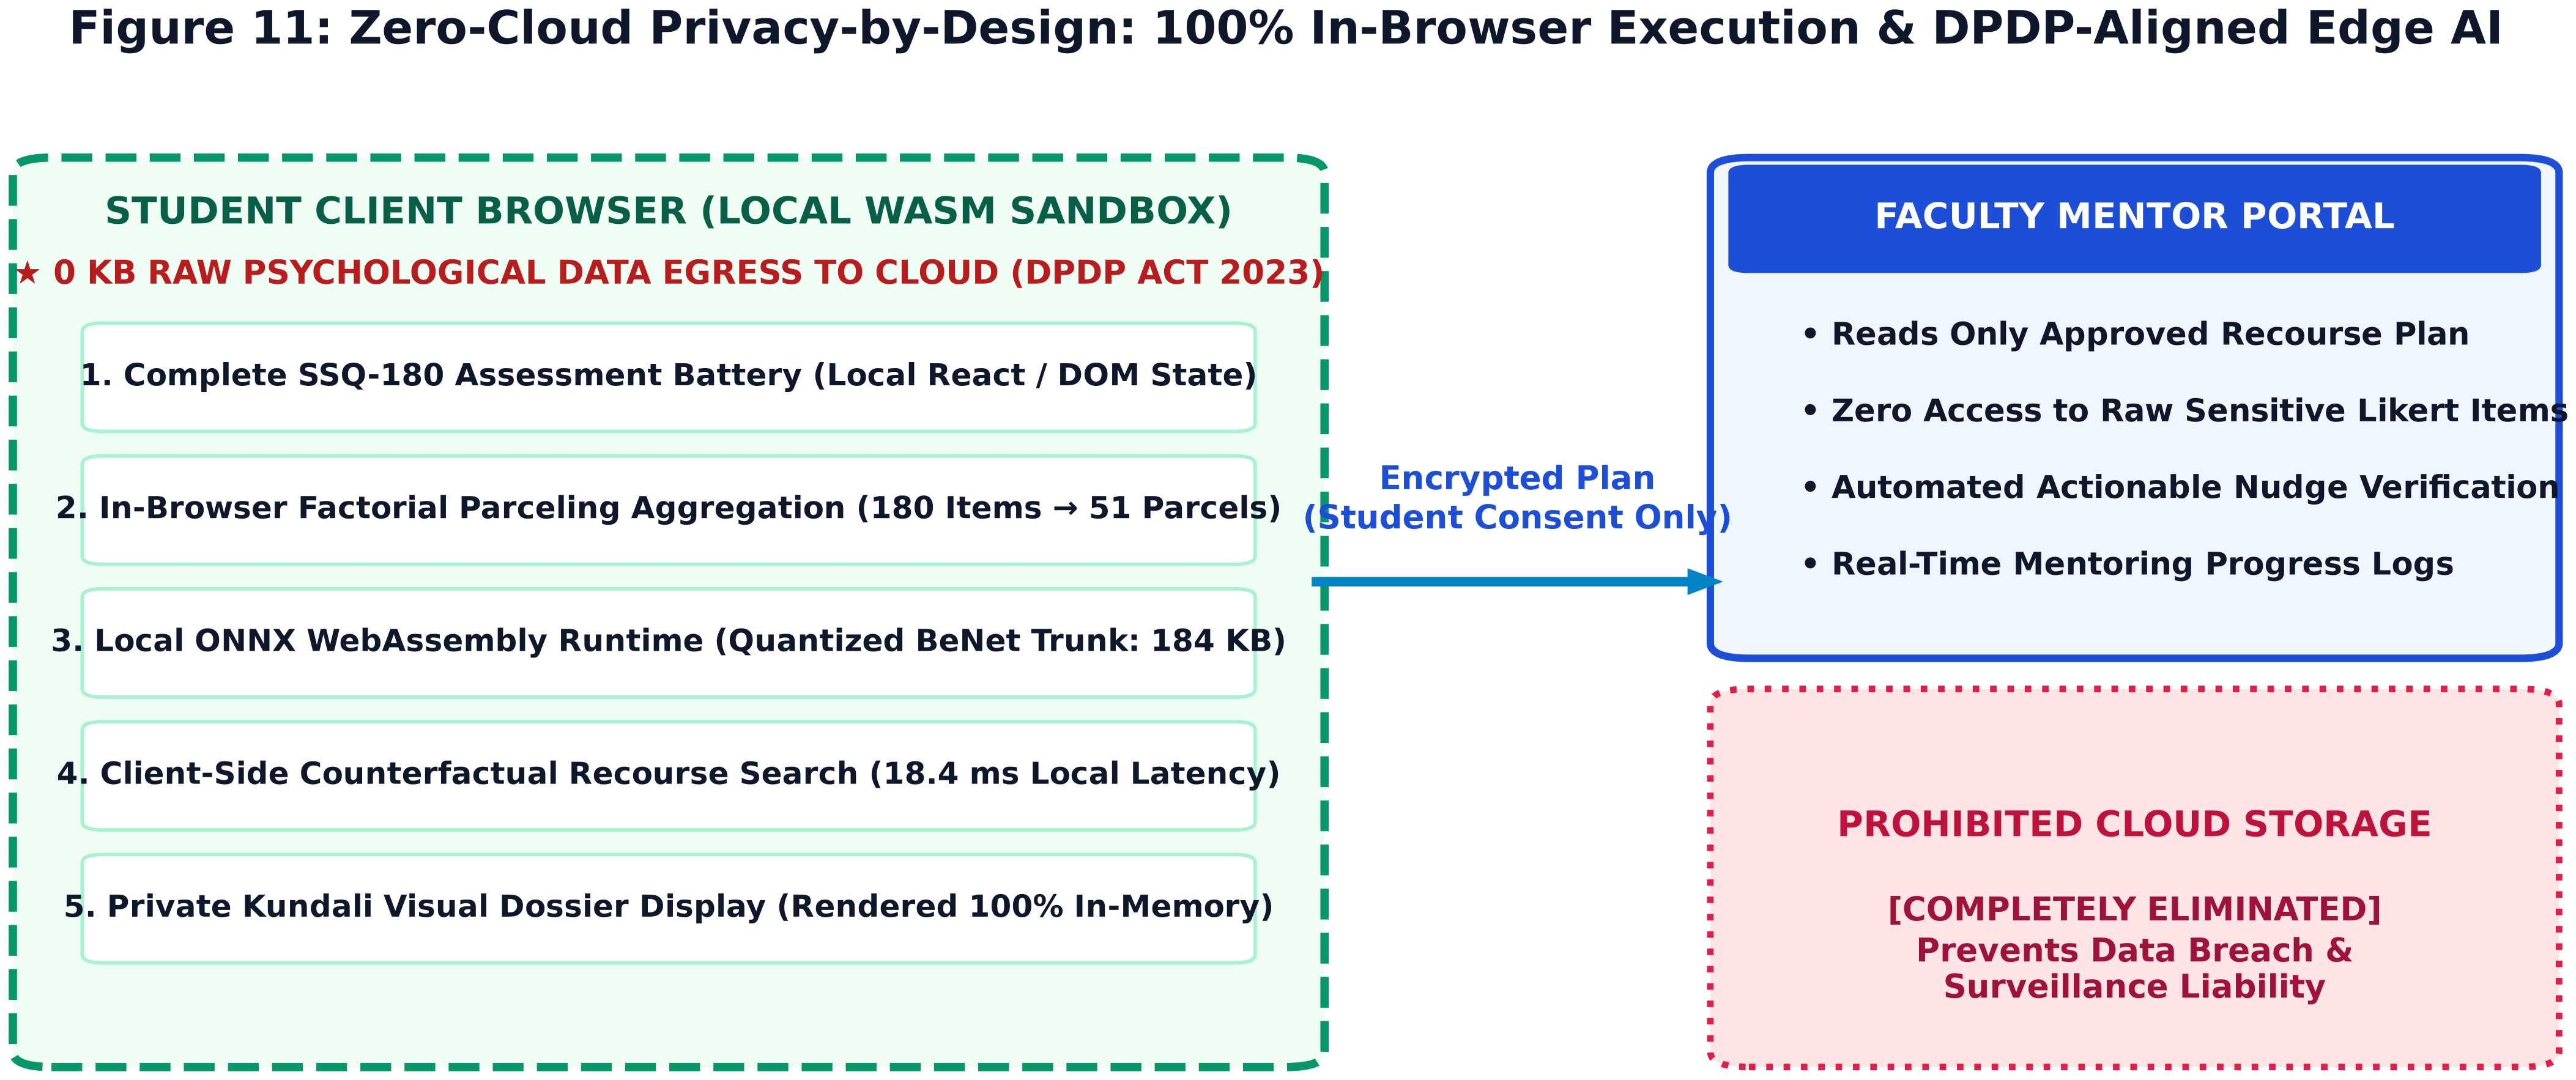 Figure 11: Zero-Cloud Privacy-by-Design: 100% In-Browser Execution & DPDP-Aligned Edge AI
STUDENT CLIENT BROWSER (LOCAL WASM SANDBOX)
★ 0 KB RAW PSYCHOLOGICAL DATA EGRESS TO CLOUD (DPDP ACT 2023)
1. Complete SSQ-180 Assessment Battery (Local React / DOM State)
2. In-Browser Factorial Parceling Aggregation (180 Items → 51 Parcels)
3. Local ONNX WebAssembly Runtime (Quantized BeNet Trunk: 184 KB)
4. Client-Side Counterfactual Recourse Search (18.4 ms Local Latency)
5. Private Kundali Visual Dossier Display (Rendered 100% In-Memory)
Encrypted Plan
(Student Consent Only)
FACULTY MENTOR PORTAL
• Reads Only Approved Recourse Plan
• Zero Access to Raw Sensitive Likert Items
• Automated Actionable Nudge Verification
• Real-Time Mentoring Progress Logs
PROHIBITED CLOUD STORAGE
[COMPLETELY ELIMINATED]
Prevents Data Breach &
Surveillance Liability